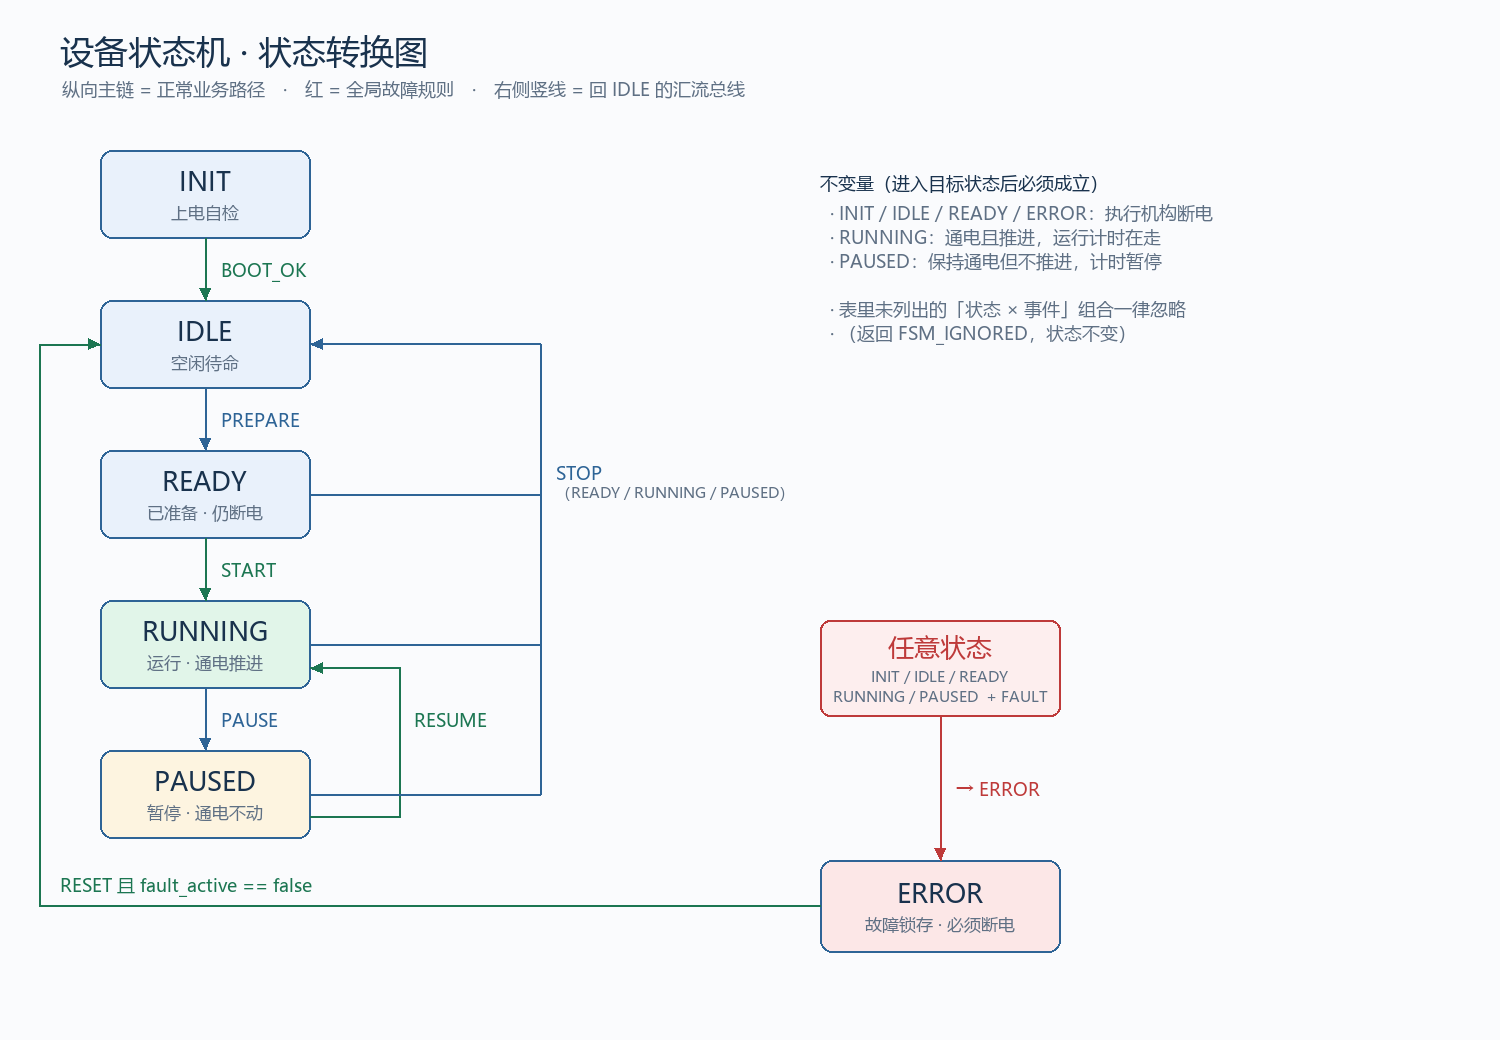 设备状态机 · 状态转换图
纵向主链 = 正常业务路径 · 红 = 全局故障规则 · 右侧竖线 = 回 IDLE 的汇流总线
INIT
上电自检
BOOT_OK
IDLE
空闲待命
PREPARE
READY
已准备 · 仍断电
START
RUNNING
运行 · 通电推进
PAUSE
RESUME
PAUSED
暂停 · 通电不动
STOP
（READY / RUNNING / PAUSED）
RESET 且 fault_active == false
不变量（进入目标状态后必须成立）
· INIT / IDLE / READY / ERROR：执行机构断电
· RUNNING：通电且推进，运行计时在走
· PAUSED：保持通电但不推进，计时暂停
· 表里未列出的「状态 × 事件」组合一律忽略
· （返回 FSM_IGNORED，状态不变）
任意状态
INIT / IDLE / READY
RUNNING / PAUSED + FAULT
→ ERROR
ERROR
故障锁存 · 必须断电